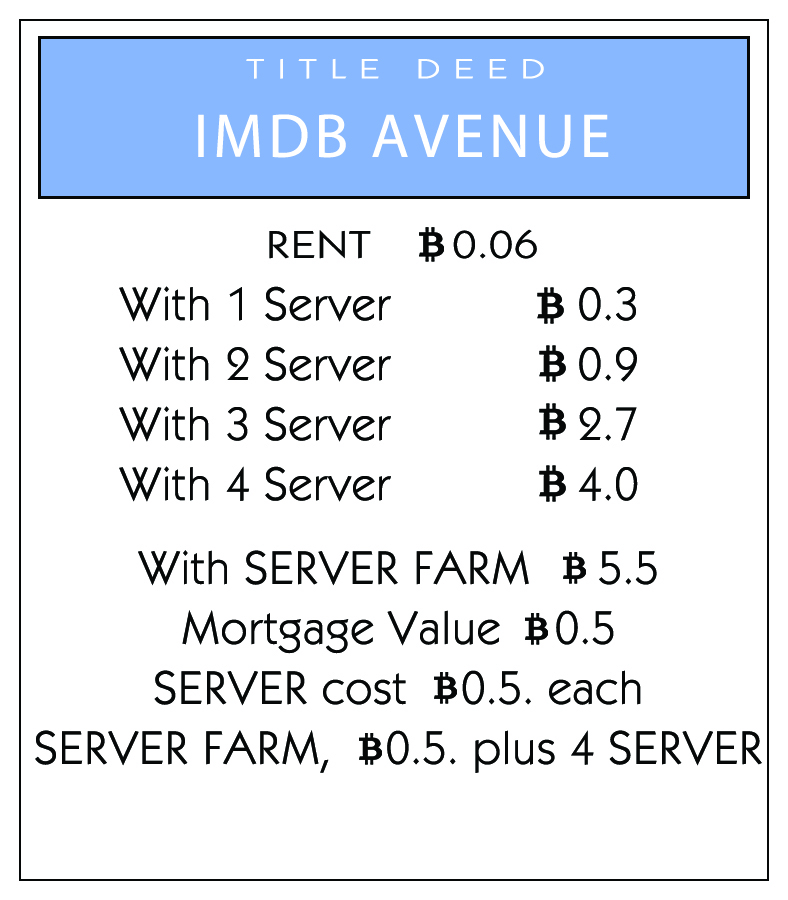 TITLE DEED
IMDB AVENUE
RENT ₿0.06
With 1 Server ₿ 0.3
With 2 Server ₿ 0.9
With 3 Server ₿ 2.7
With 4 Server ₿ 4.0
With SERVER FARM ₿ 5.5
Mortgage Value ₿0.5
SERVER cost ₿0.5. each
SERVER FARM, ₿0.5. plus 4 SERVER